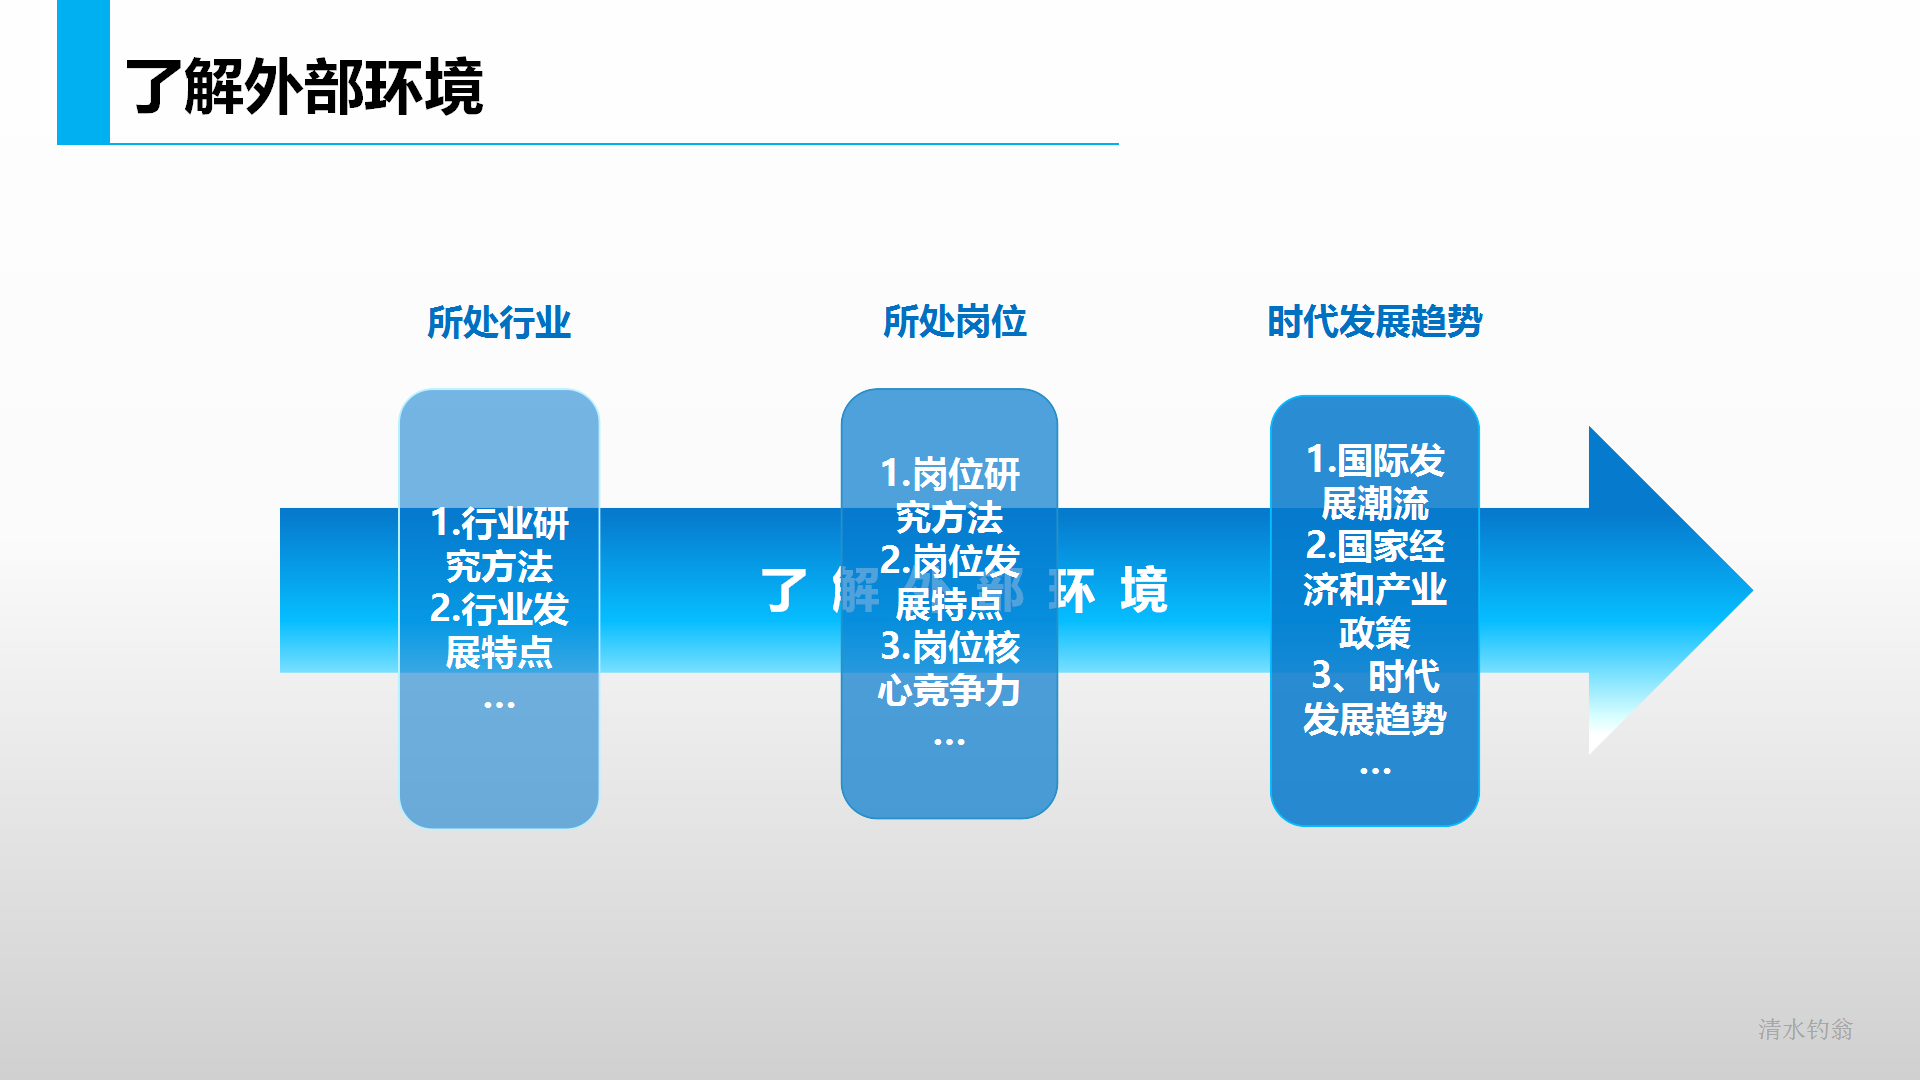 了解外部环境
所处行业
1.行业研
究方法
2.行业发
展特点
...
所处岗位
1.岗位研
究方法
2.岗位发
展特点
3.岗位核
心竞争力
...
时代发展趋势
1.国际发
展潮流
2.国家经
济和产业
政策
3、时代
发展趋势
...
了解外部环境
清水钓翁